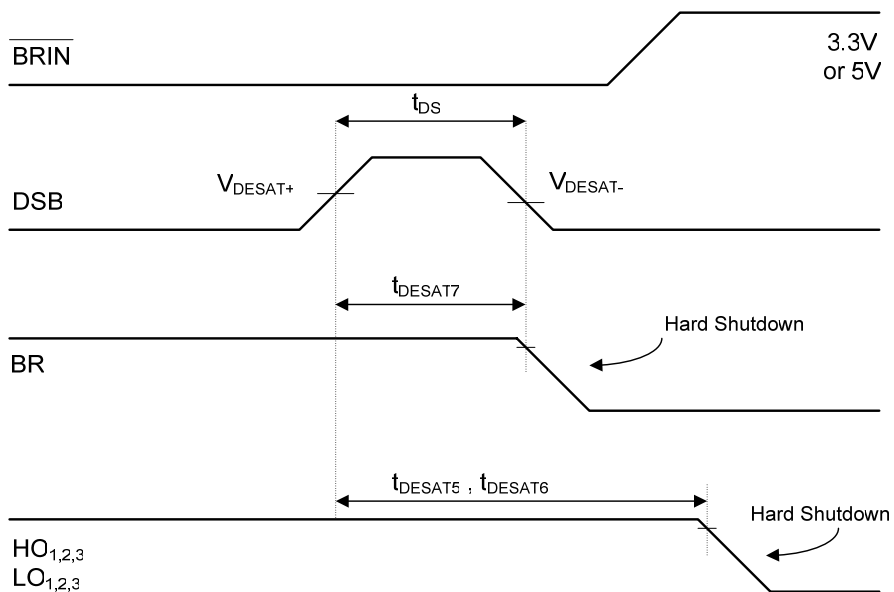 BRIN
3.3V
or 5V
tDS
VDESAT+
VDESAT-
DSB
tDESAT7
Hard Shutdown
BR
tDESAT5 , tDESAT6
Hard Shutdown
HO1,2,3
LO1,2,3